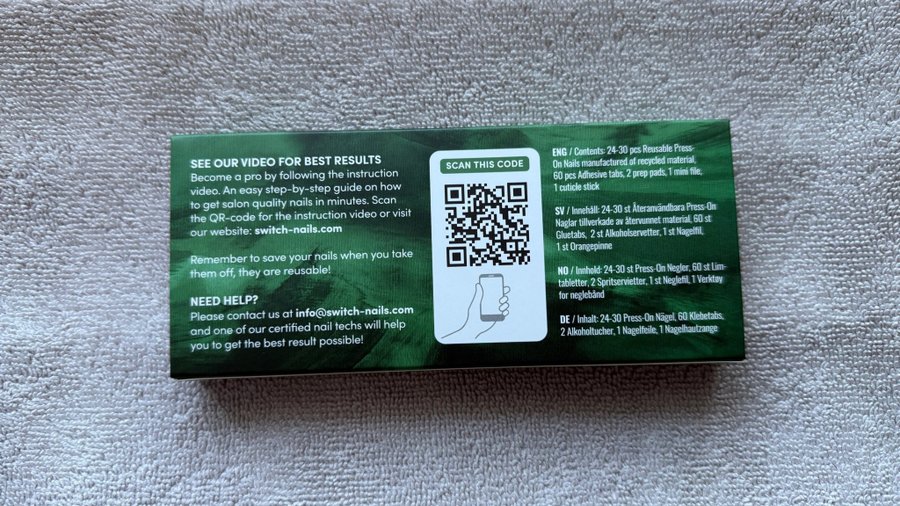 SEE OUR VIDEO FOR BEST RESULTS
Become a pro by following the instruction
video. An easy step-by-step guide on how
to get salon quality nails in minutes. Scan
the QR-code for the instruction video or visit
our website: switch-nails.com
Remember to save your nails when you take
them off, they are reusable!
NEED HELP?
Please contact us at info@switch-nails.com
and one of our certified nail techs will help
you to get the best result possible!
SCAN THIS CODE
ENG / Contents: 24-30 pcs Reusable Press-
On Nails manufactured of recycled material,
60 pcs Adhesive tabs, 2 prep pads, 1 mini file,
1 cuticle stick
SV / Innehåll: 24-30 st Återanvändbara Press-On
Naglar tillverkade av återvunnet material, 60 st
Gluetabs, 2 st Alkoholservetter, 1 st Nagelfil,
1 st Orangepinne
NO / Innhold: 24-30 st Press-On Negler, 60 st Lim-
tabletter, 2 Spritservietter, 1 st Neglefil, 1 Verktøy
for neglebånd
DE / Inhalt: 24-30 Press-On Nägel, 60 Klebetabs,
2 Alkoholtucher, 1 Nagelfeile, 1 Nagelhautzange